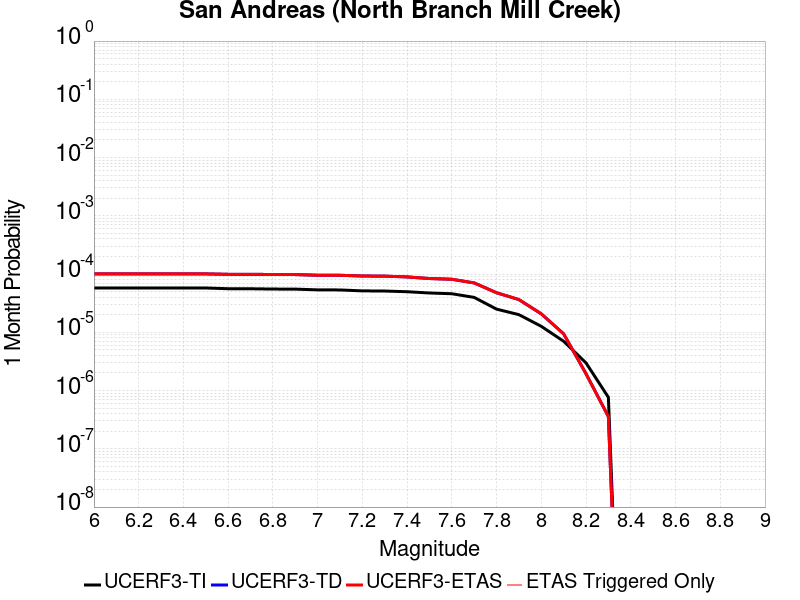 San Andreas (North Branch Mill Creek)
10 0
10 -1
10 -2
10 -3
10 -4
10 -5
10 -6
10 -7
10 -8
1 Month Probability
6 6.2 6.4 6.6 6.8 7 7.2 7.4 7.6 7.8 8 8.2 8.4 8.6 8.8 9
Magnitude
UCERF3-TI UCERF3-TD UCERF3-ETAS ETAS Triggered Only